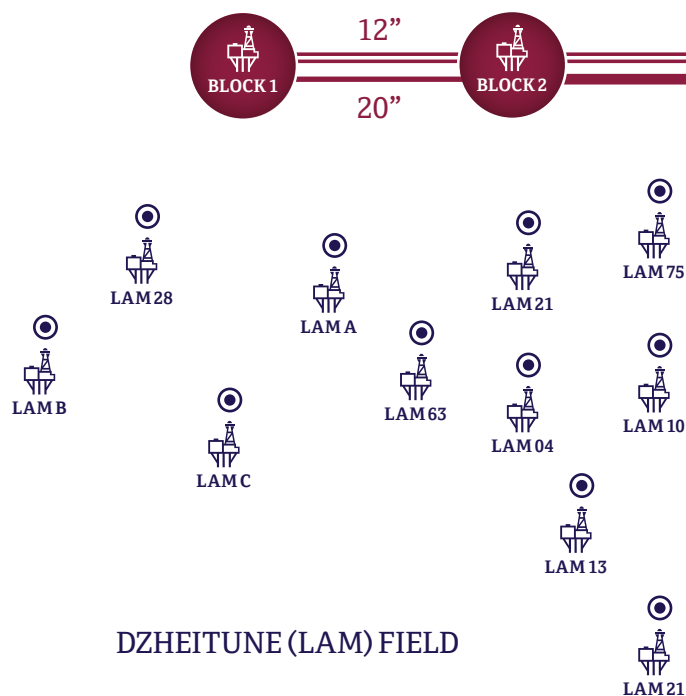 12”
BLOCK 1
BLOCK 2
20”
LAM 75
LAM 28
LAM 21
LAM A
LAM B
LAM 63
LAM 10
LAM 04
LAM C
LAM 13
DZHEITUNE (LAM) FIELD
LAM 21